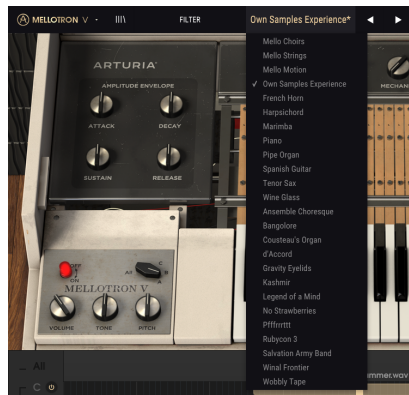 MELLOTRON V
FILTER
Own Samples Experience*
Mello Choirs
Mello Strings
Mello Motion
✓ Own Samples Experience
French Horn
Harpsichord
Marimba
Piano
Pipe Organ
Spanish Guitar
Tenor Sax
Wine Glass
Ansemble Choresque
Bangolore
Cousteau's Organ
d'Accord
Gravity Eyelids
Kashmir
Legend of a Mind
No Strawberries
Pfffrrrttt
Rubycon 3
Salvation Army Band
Winal Frontier
Wobbly Tape
ARTURIA
AMPLITUDE ENVELOPE
ATTACK DECAY
SUSTAIN RELEASE
MECHAN
OFF
ON
All C B A
MELLOTRON V
VOLUME TONE PITCH
All
C
ammer.wav